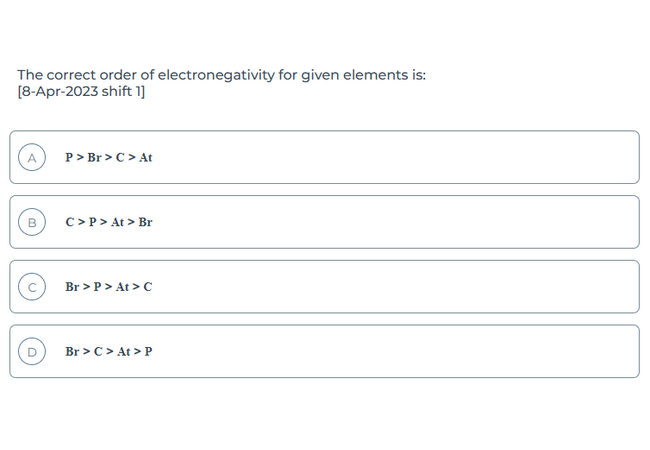 The correct order of electronegativity for given elements is:
[8-Apr-2023 shift 1]
A P > Br > C > At
B C > P > At > Br
C Br > P > At > C
D Br > C > At > P